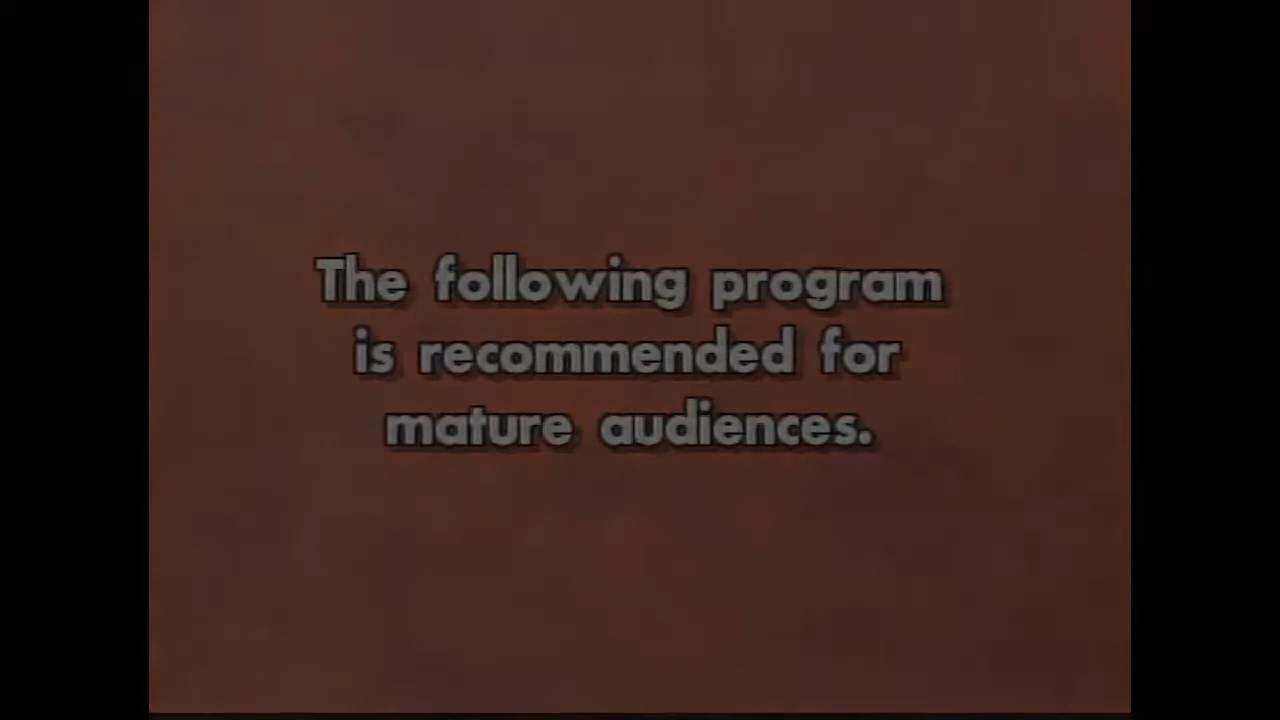 The following program
is recommended for
mature audiences.